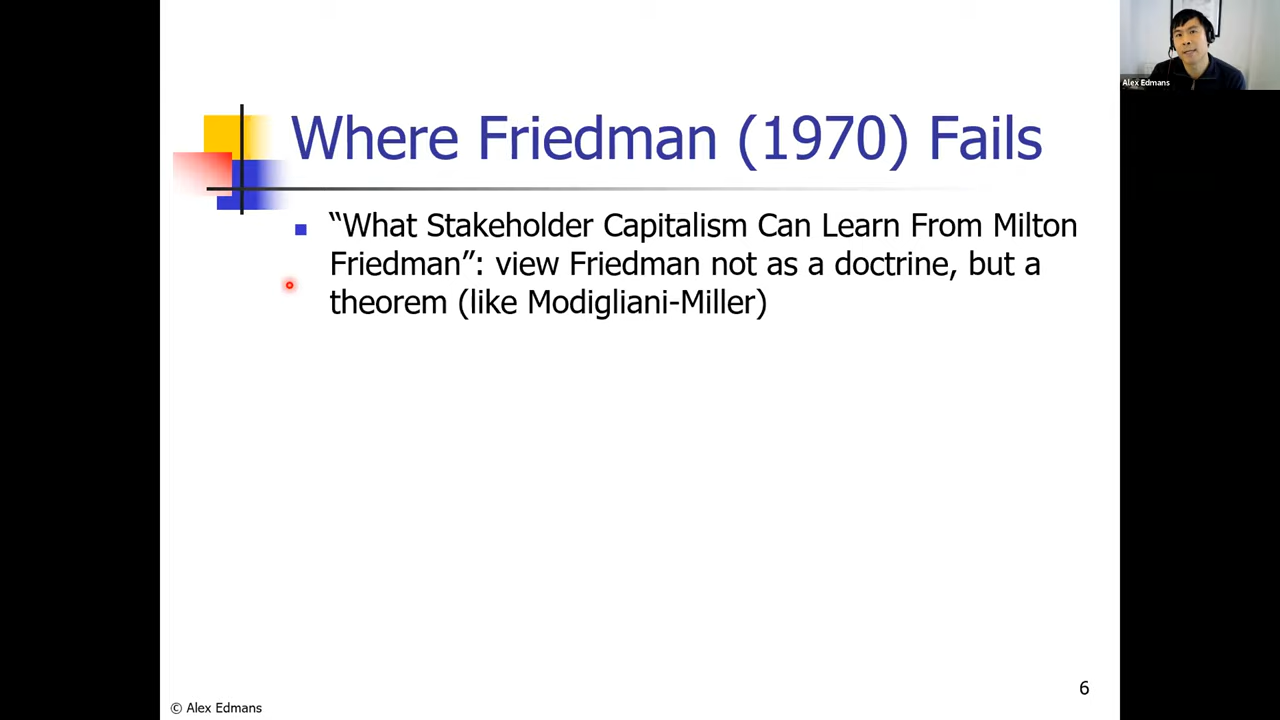 Alex Edmans
Where Friedman (1970) Fails
“What Stakeholder Capitalism Can Learn From Milton
Friedman”: view Friedman not as a doctrine, but a
theorem (like Modigliani-Miller)
6
© Alex Edmans